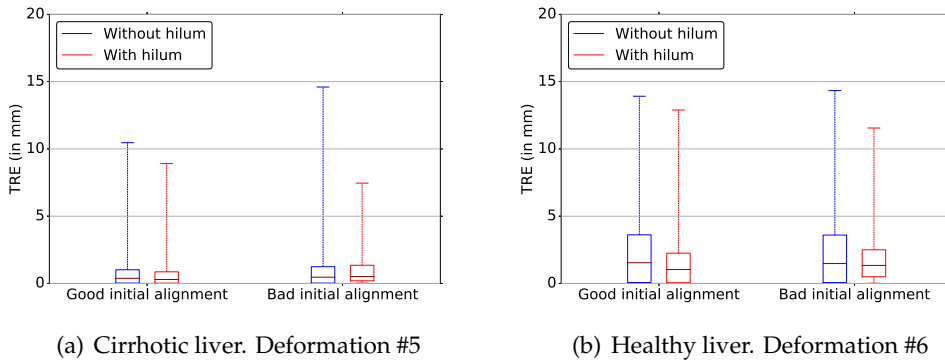 20
15
10
5
0
TRE (in mm)
Without hilum
With hilum
Good initial alignment
Bad initial alignment
(a) Cirrhotic liver. Deformation #5
20
15
10
5
0
TRE (in mm)
Without hilum
With hilum
Good initial alignment
Bad initial alignment
(b) Healthy liver. Deformation #6